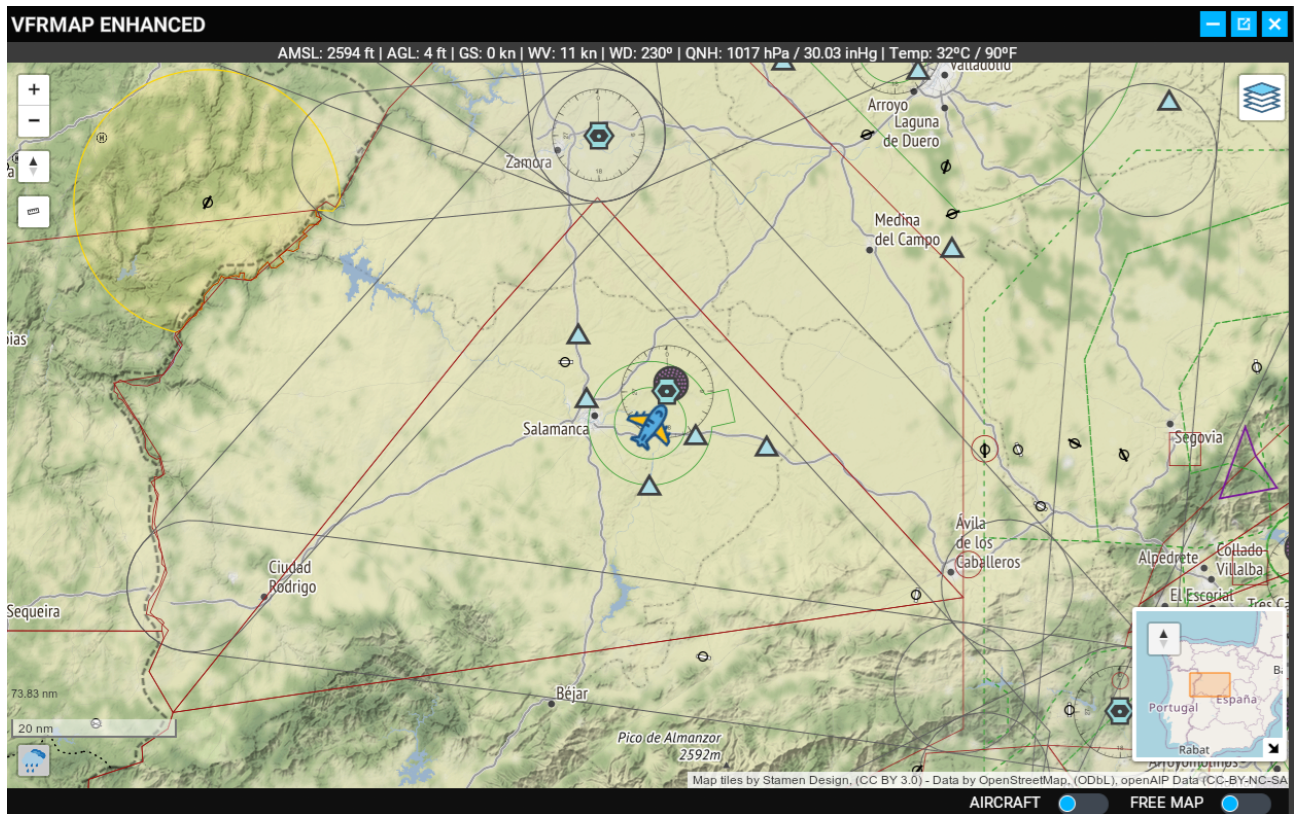 VFRMAP ENHANCED
AMSL: 2594 ft | AGL: 4 ft | GS: 0 kn | WV: 11 kn | WD: 230º | QNH: 1017 hPa / 30.03 inHg | Temp: 32ºC / 90ºF
+
−
Valladolid
Arroyo
Laguna
de Duero
Zamora
Medina
del Campo
ias
Salamanca
Segovia
Ávila
de los
Caballeros
Ciudad
Rodrigo
Alpedrete
Collado
Villalba
El Escorial
Tres Ca
Sequeira
Béjar
Pico de Almanzor
2592m
73.83 nm
20 nm
Portugal
España
Rabat
Map tiles by Stamen Design, (CC BY 3.0) - Data by OpenStreetMap, (ODbL), openAIP Data (CC-BY-NC-SA
AIRCRAFT
FREE MAP